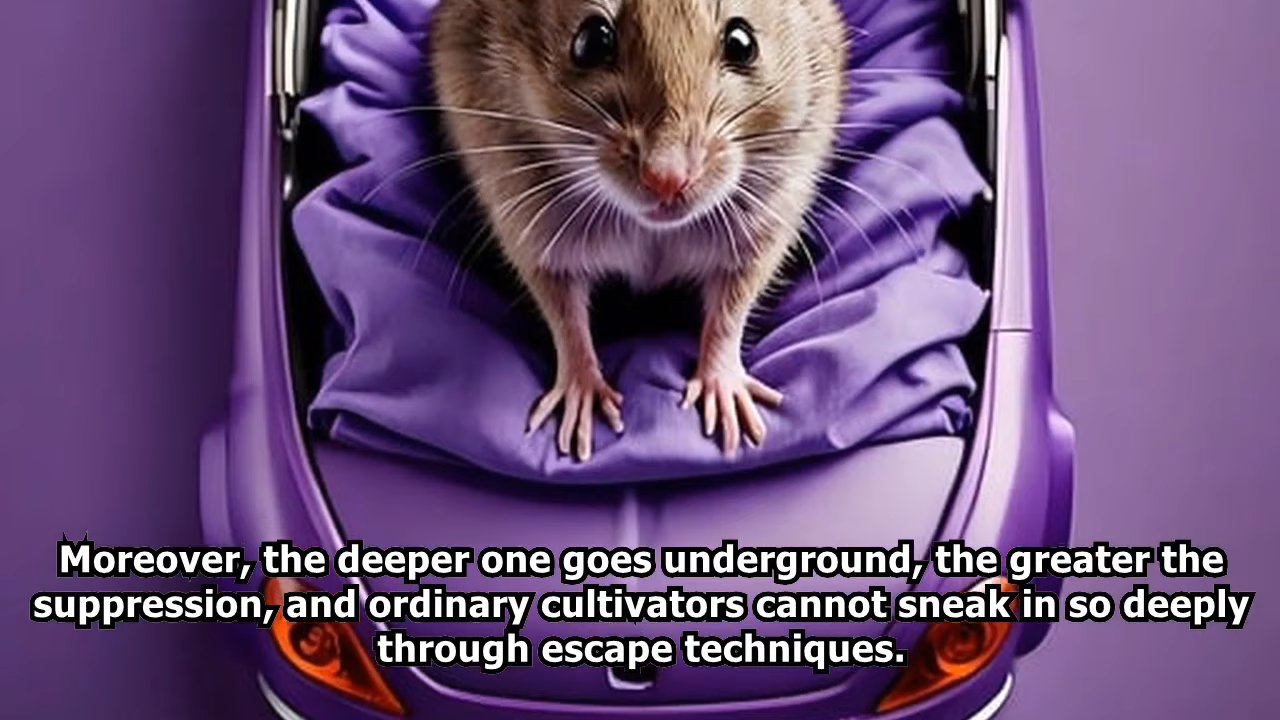 Moreover, the deeper one goes underground, the greater the
suppression, and ordinary cultivators cannot sneak in so deeply
through escape techniques.